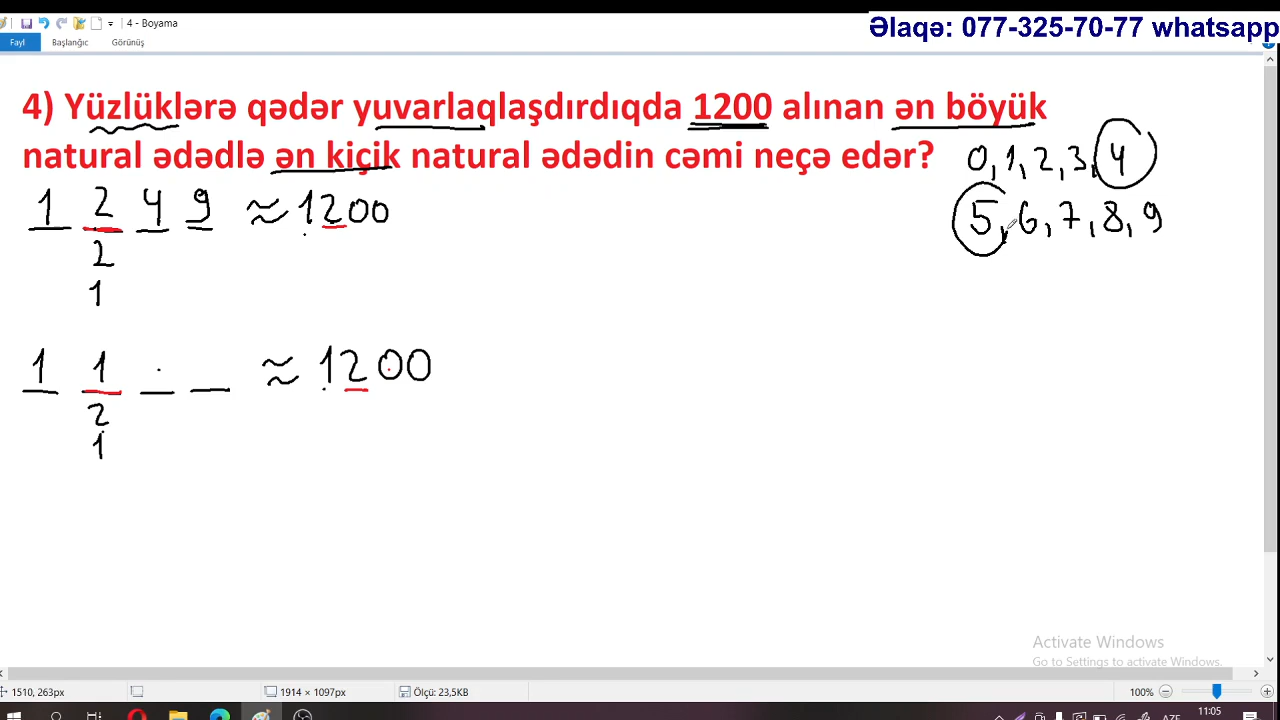 4 - Boyama
Əlaqə: 077-325-70-77 whatsapp
Fayl Başlanğıc Görünüş
4) Yüzlüklərə qədər yuvarlaqlaşdırdıqda 1200 alınan ən böyük
natural ədədlə ən kiçik natural ədədin cəmi neçə edər?
0, 1, 2, 3, 4
5, 6, 7, 8, 9
1 2 4 9 ≈ 1200
2
1
1 1 ≈ 1200
2
1
Activate Windows
Go to Settings to activate Windows.
1510, 263px 1914 × 1097px Ölçü: 23,5KB 100%
AZE 11:05